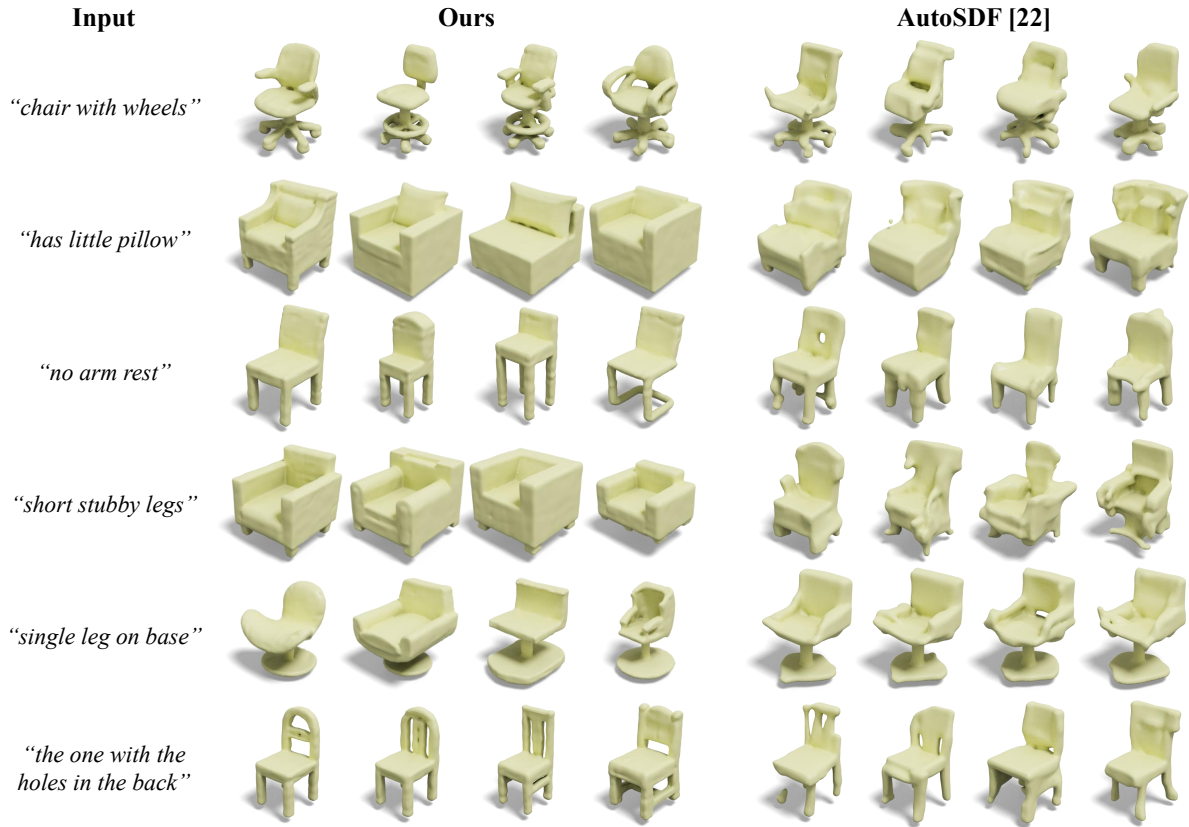 Input Ours AutoSDF [22]
“chair with wheels”
“has little pillow”
“no arm rest”
“short stubby legs”
“single leg on base”
“the one with the
holes in the back”